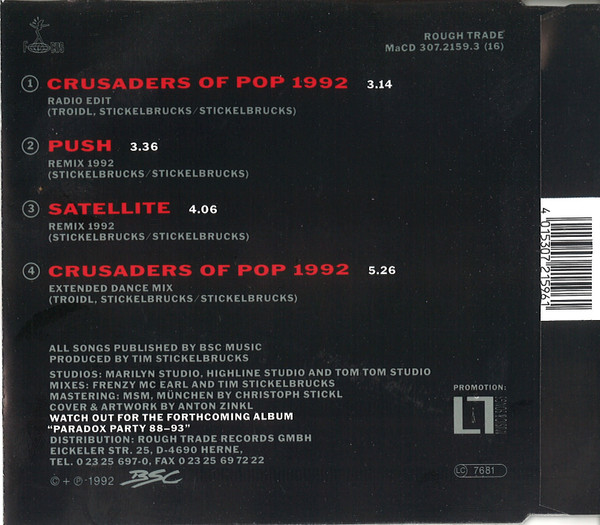 ROUGH TRADE
MaCD 307.2159.3 (16)
1 CRUSADERS OF POP 1992 3.14
RADIO EDIT
(TROIDL, STICKELBRUCKS/STICKELBRUCKS)
2 PUSH 3.36
REMIX 1992
(STICKELBRUCKS/STICKELBRUCKS)
3 SATELLITE 4.06
REMIX 1992
(STICKELBRUCKS/STICKELBRUCKS)
4 CRUSADERS OF POP 1992 5.26
EXTENDED DANCE MIX
(TROIDL, STICKELBRUCKS/STICKELBRUCKS)
4 015307 215961
ALL SONGS PUBLISHED BY BSC MUSIC
PRODUCED BY TIM STICKELBRUCKS
STUDIOS: MARILYN STUDIO, HIGHLINE STUDIO AND TOM TOM STUDIO
MIXES: FRENZY MC EARL AND TIM STICKELBRUCKS
MASTERING: MSM, MÜNCHEN BY CHRISTOPH STICKL
COVER & ARTWORK BY ANTON ZINKL
WATCH OUT FOR THE FORTHCOMING ALBUM
"PARADOX PARTY 88–93"
DISTRIBUTION: ROUGH TRADE RECORDS GMBH
EICKELER STR. 25, D-4690 HERNE,
TEL. 0 23 25 697-0, FAX 0 23 25 69 72 22
© + ℗ · 1992 BSC
PROMOTION:
LC 7681